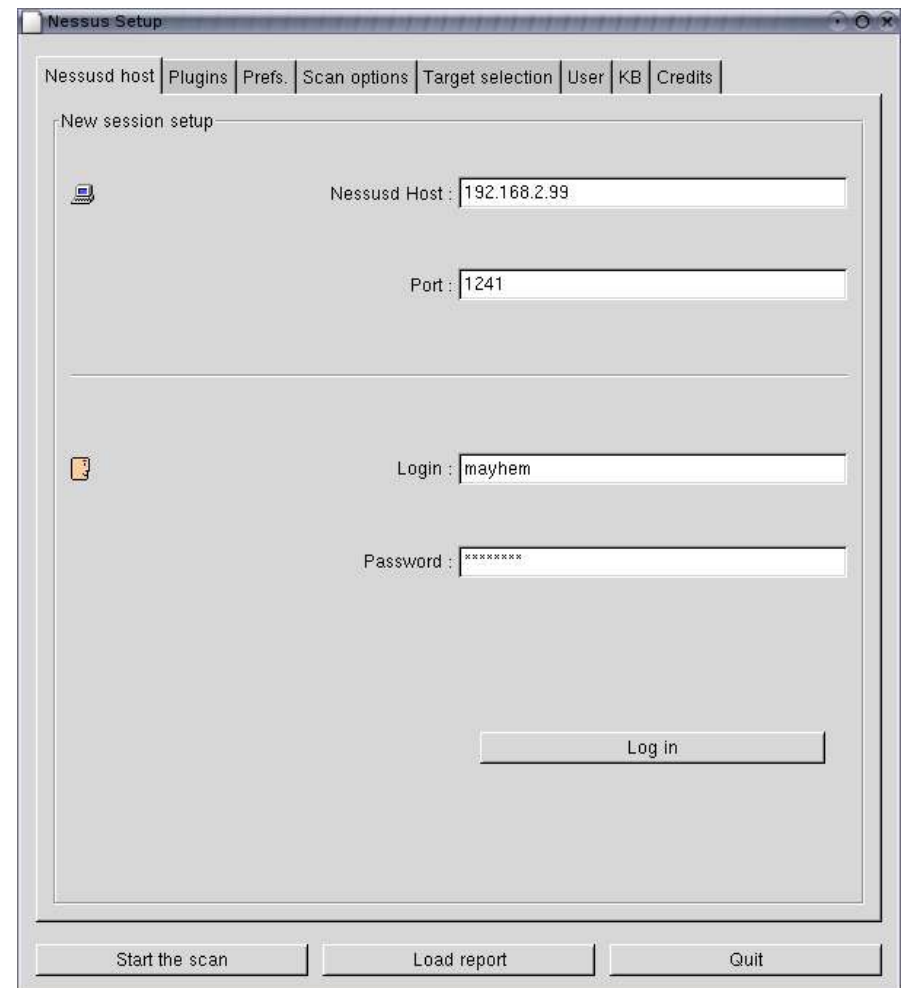 Nessus Setup
Nessusd host Plugins Prefs. Scan options Target selection User KB Credits
New session setup
Nessusd Host : 192.168.2.99
Port : 1241
Login : mayhem
Password : ********
Log in
Start the scan Load report Quit